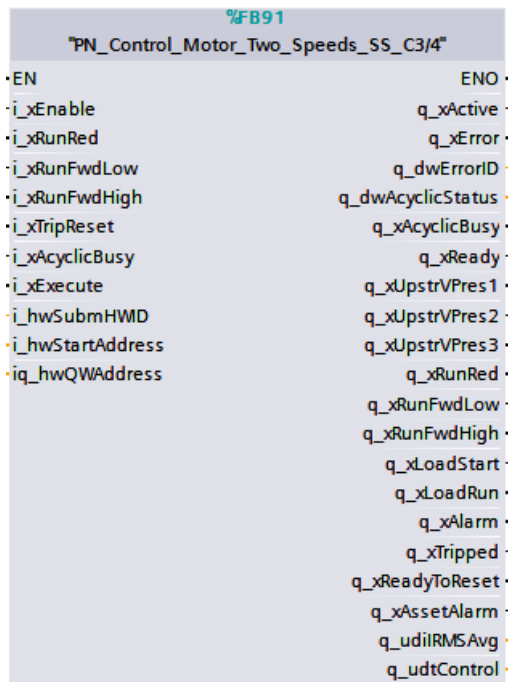 %FB91
"PN_Control_Motor_Two_Speeds_SS_C3/4"
EN ENO
i_xEnable q_xActive
i_xRunRed q_xError
i_xRunFwdLow q_dwErrorID
i_xRunFwdHigh q_dwAcyclicStatus
i_xTripReset q_xAcyclicBusy
i_xAcyclicBusy q_xReady
i_xExecute q_xUpstrVPres1
i_hwSubmHWID q_xUpstrVPres2
i_hwStartAddress q_xUpstrVPres3
iq_hwQWAddress q_xRunRed
q_xRunFwdLow
q_xRunFwdHigh
q_xLoadStart
q_xLoadRun
q_xAlarm
q_xTripped
q_xReadyToReset
q_xAssetAlarm
q_udiIRMSAvg
q_udtControl